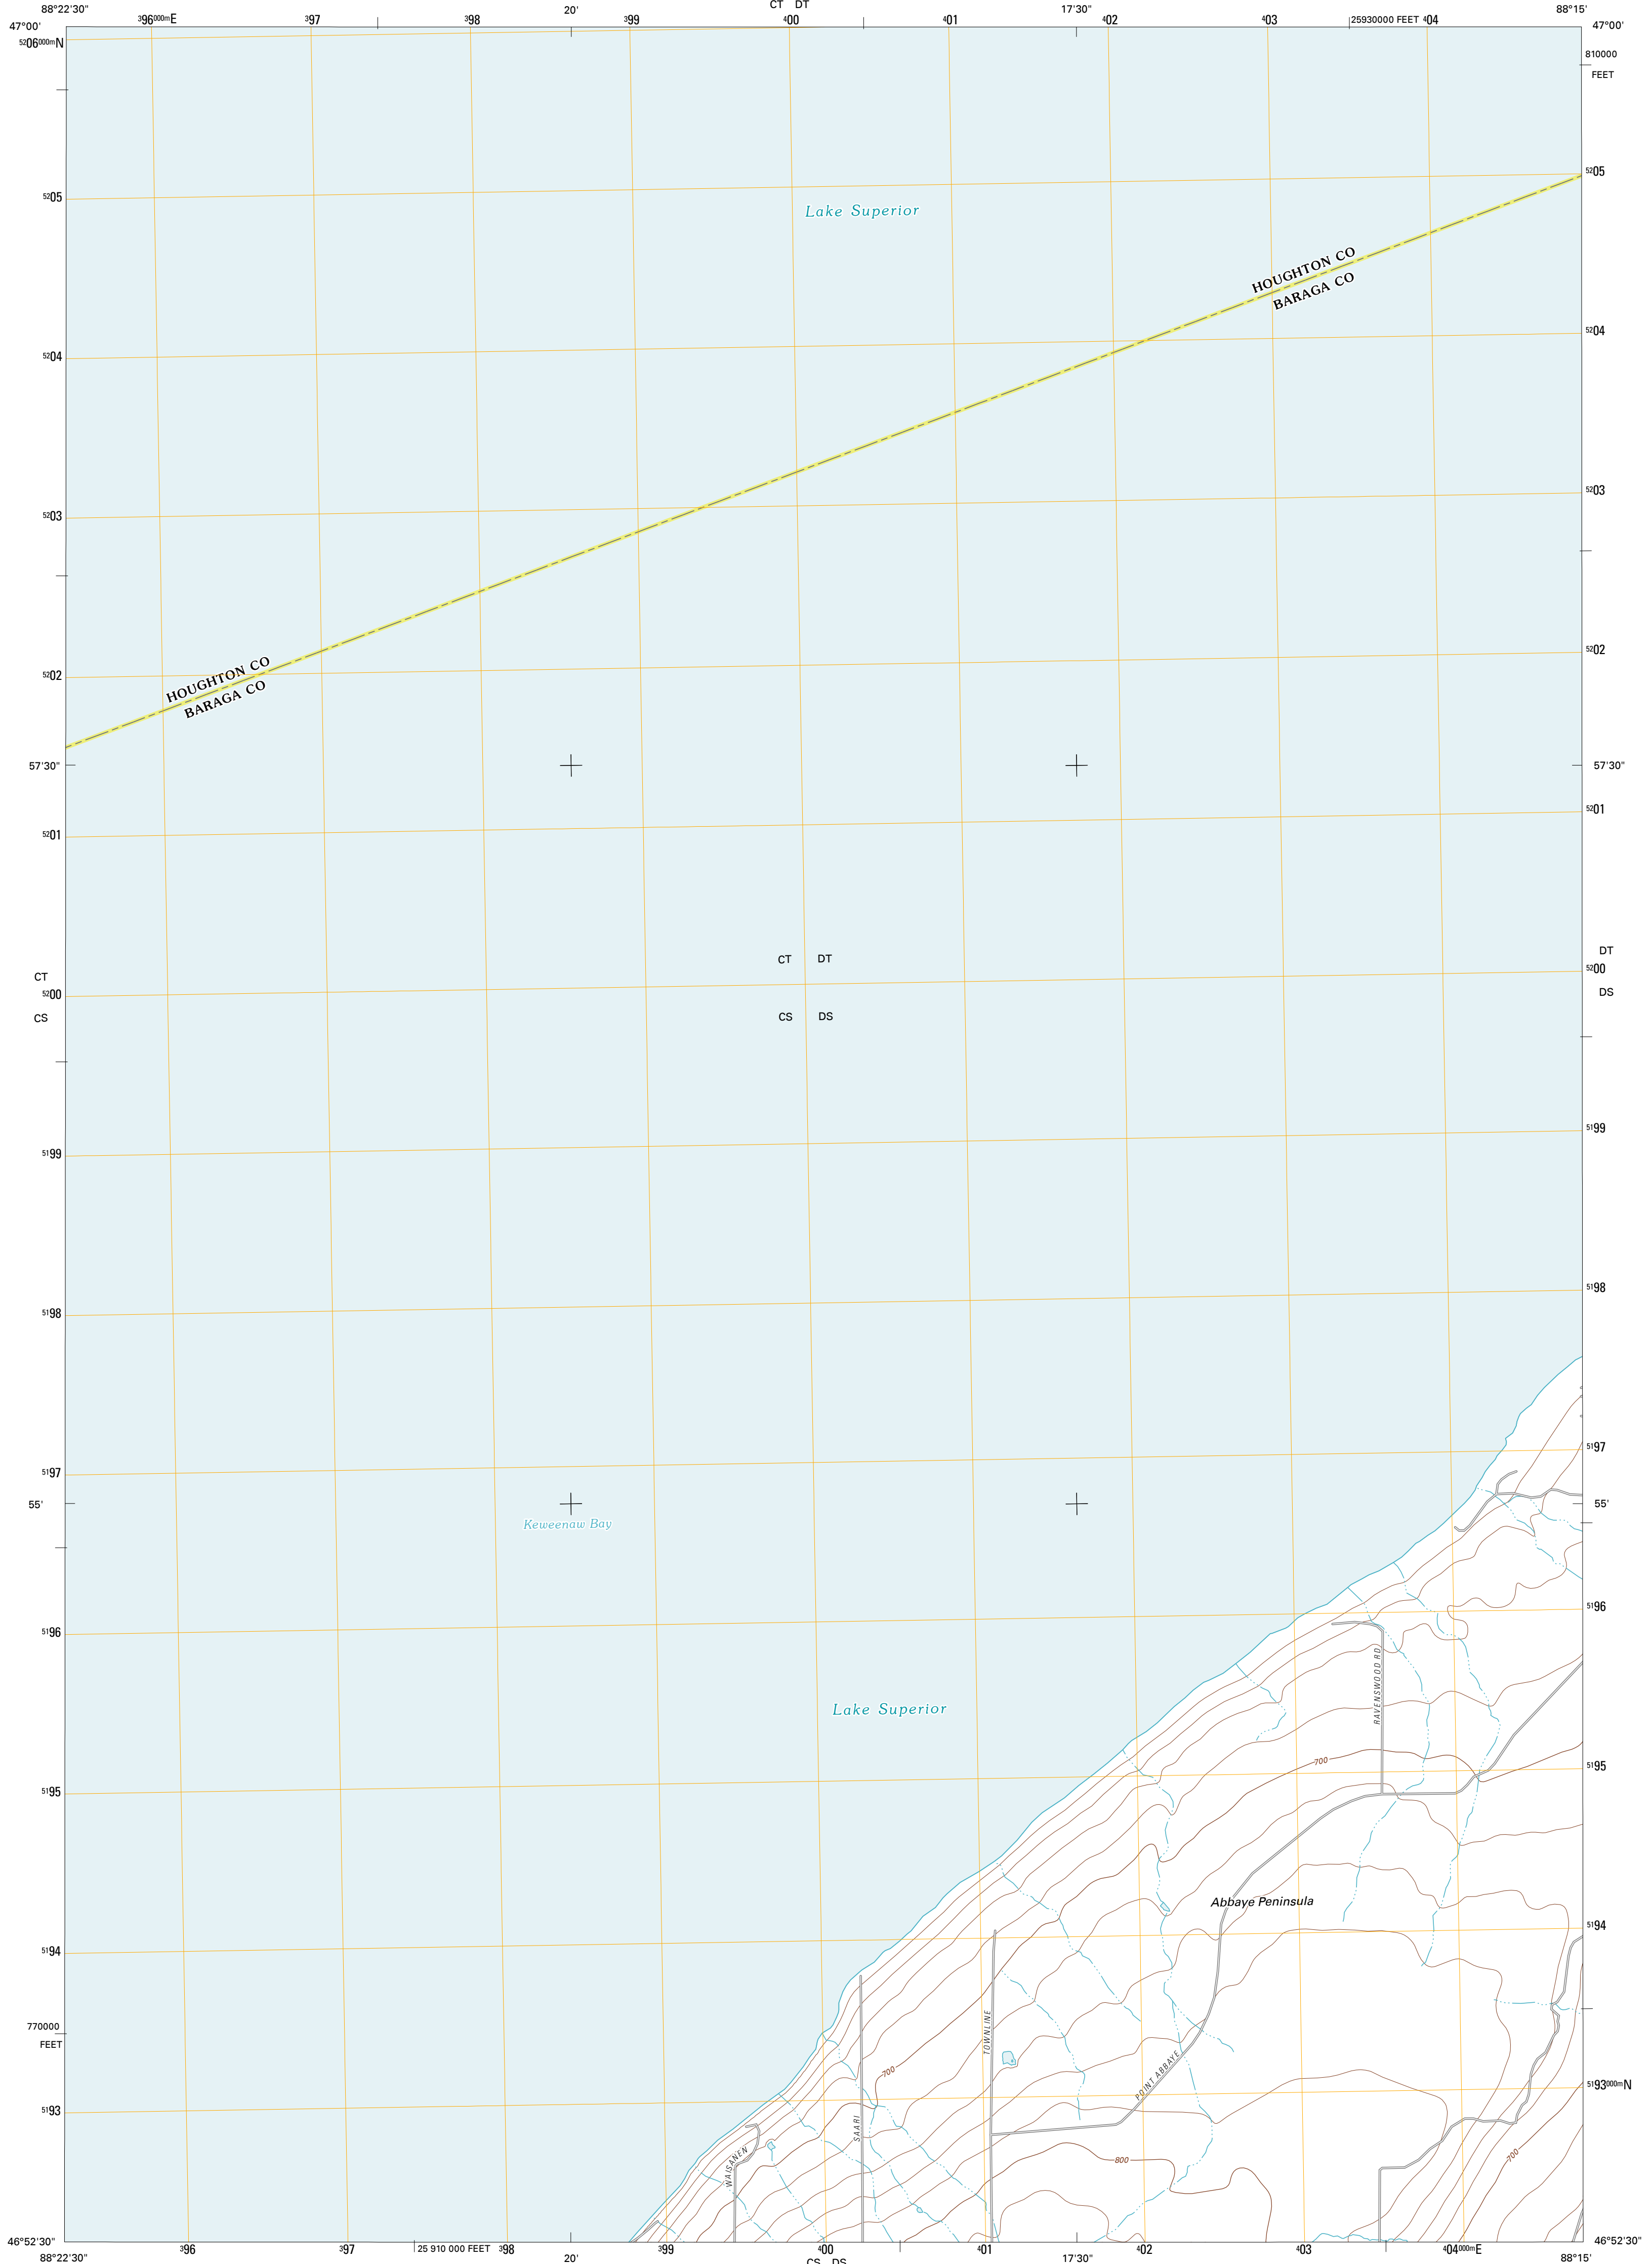 CT DT
88°22'30" ³96⁰⁰⁰ᵐE ³97 ³98 20' ³99 ⁴00 ⁴01 17'30" ⁴02 ⁴03 25930000 FEET ⁴04 88°15'
47°00' 47°00'
⁵²06⁰⁰⁰ᵐN 810000
FEET
⁵²05 ⁵²05
Lake Superior
HOUGHTON CO
BARAGA CO
⁵²04 ⁵²04
⁵²03 ⁵²03
⁵²02 ⁵²02
HOUGHTON CO
BARAGA CO
57'30" 57'30"
⁵²01 ⁵²01
CT CT DT DT
⁵²00 ⁵²00
CS CS DS DS
⁵¹99 ⁵¹99
⁵¹98 ⁵¹98
⁵¹97 ⁵¹97
55' 55'
Keweenaw Bay
⁵¹96 ⁵¹96
RAVENSWOOD RD
Lake Superior
700
⁵¹95 ⁵¹95
Abbaye Peninsula
⁵¹94 ⁵¹94
770000
FEET
TOWNLINE
700
POINT ABBAYE
⁵¹93 ⁵¹93⁰⁰⁰ᵐN
SAARI
WAISANEN
800
700
46°52'30" 46°52'30"
³96 ³97 25 910 000 FEET ³98 ³99 ⁴00 ⁴01 ⁴02 ⁴03 ⁴04⁰⁰⁰ᵐE
88°22'30" 20' CS DS 17'30" 88°15'